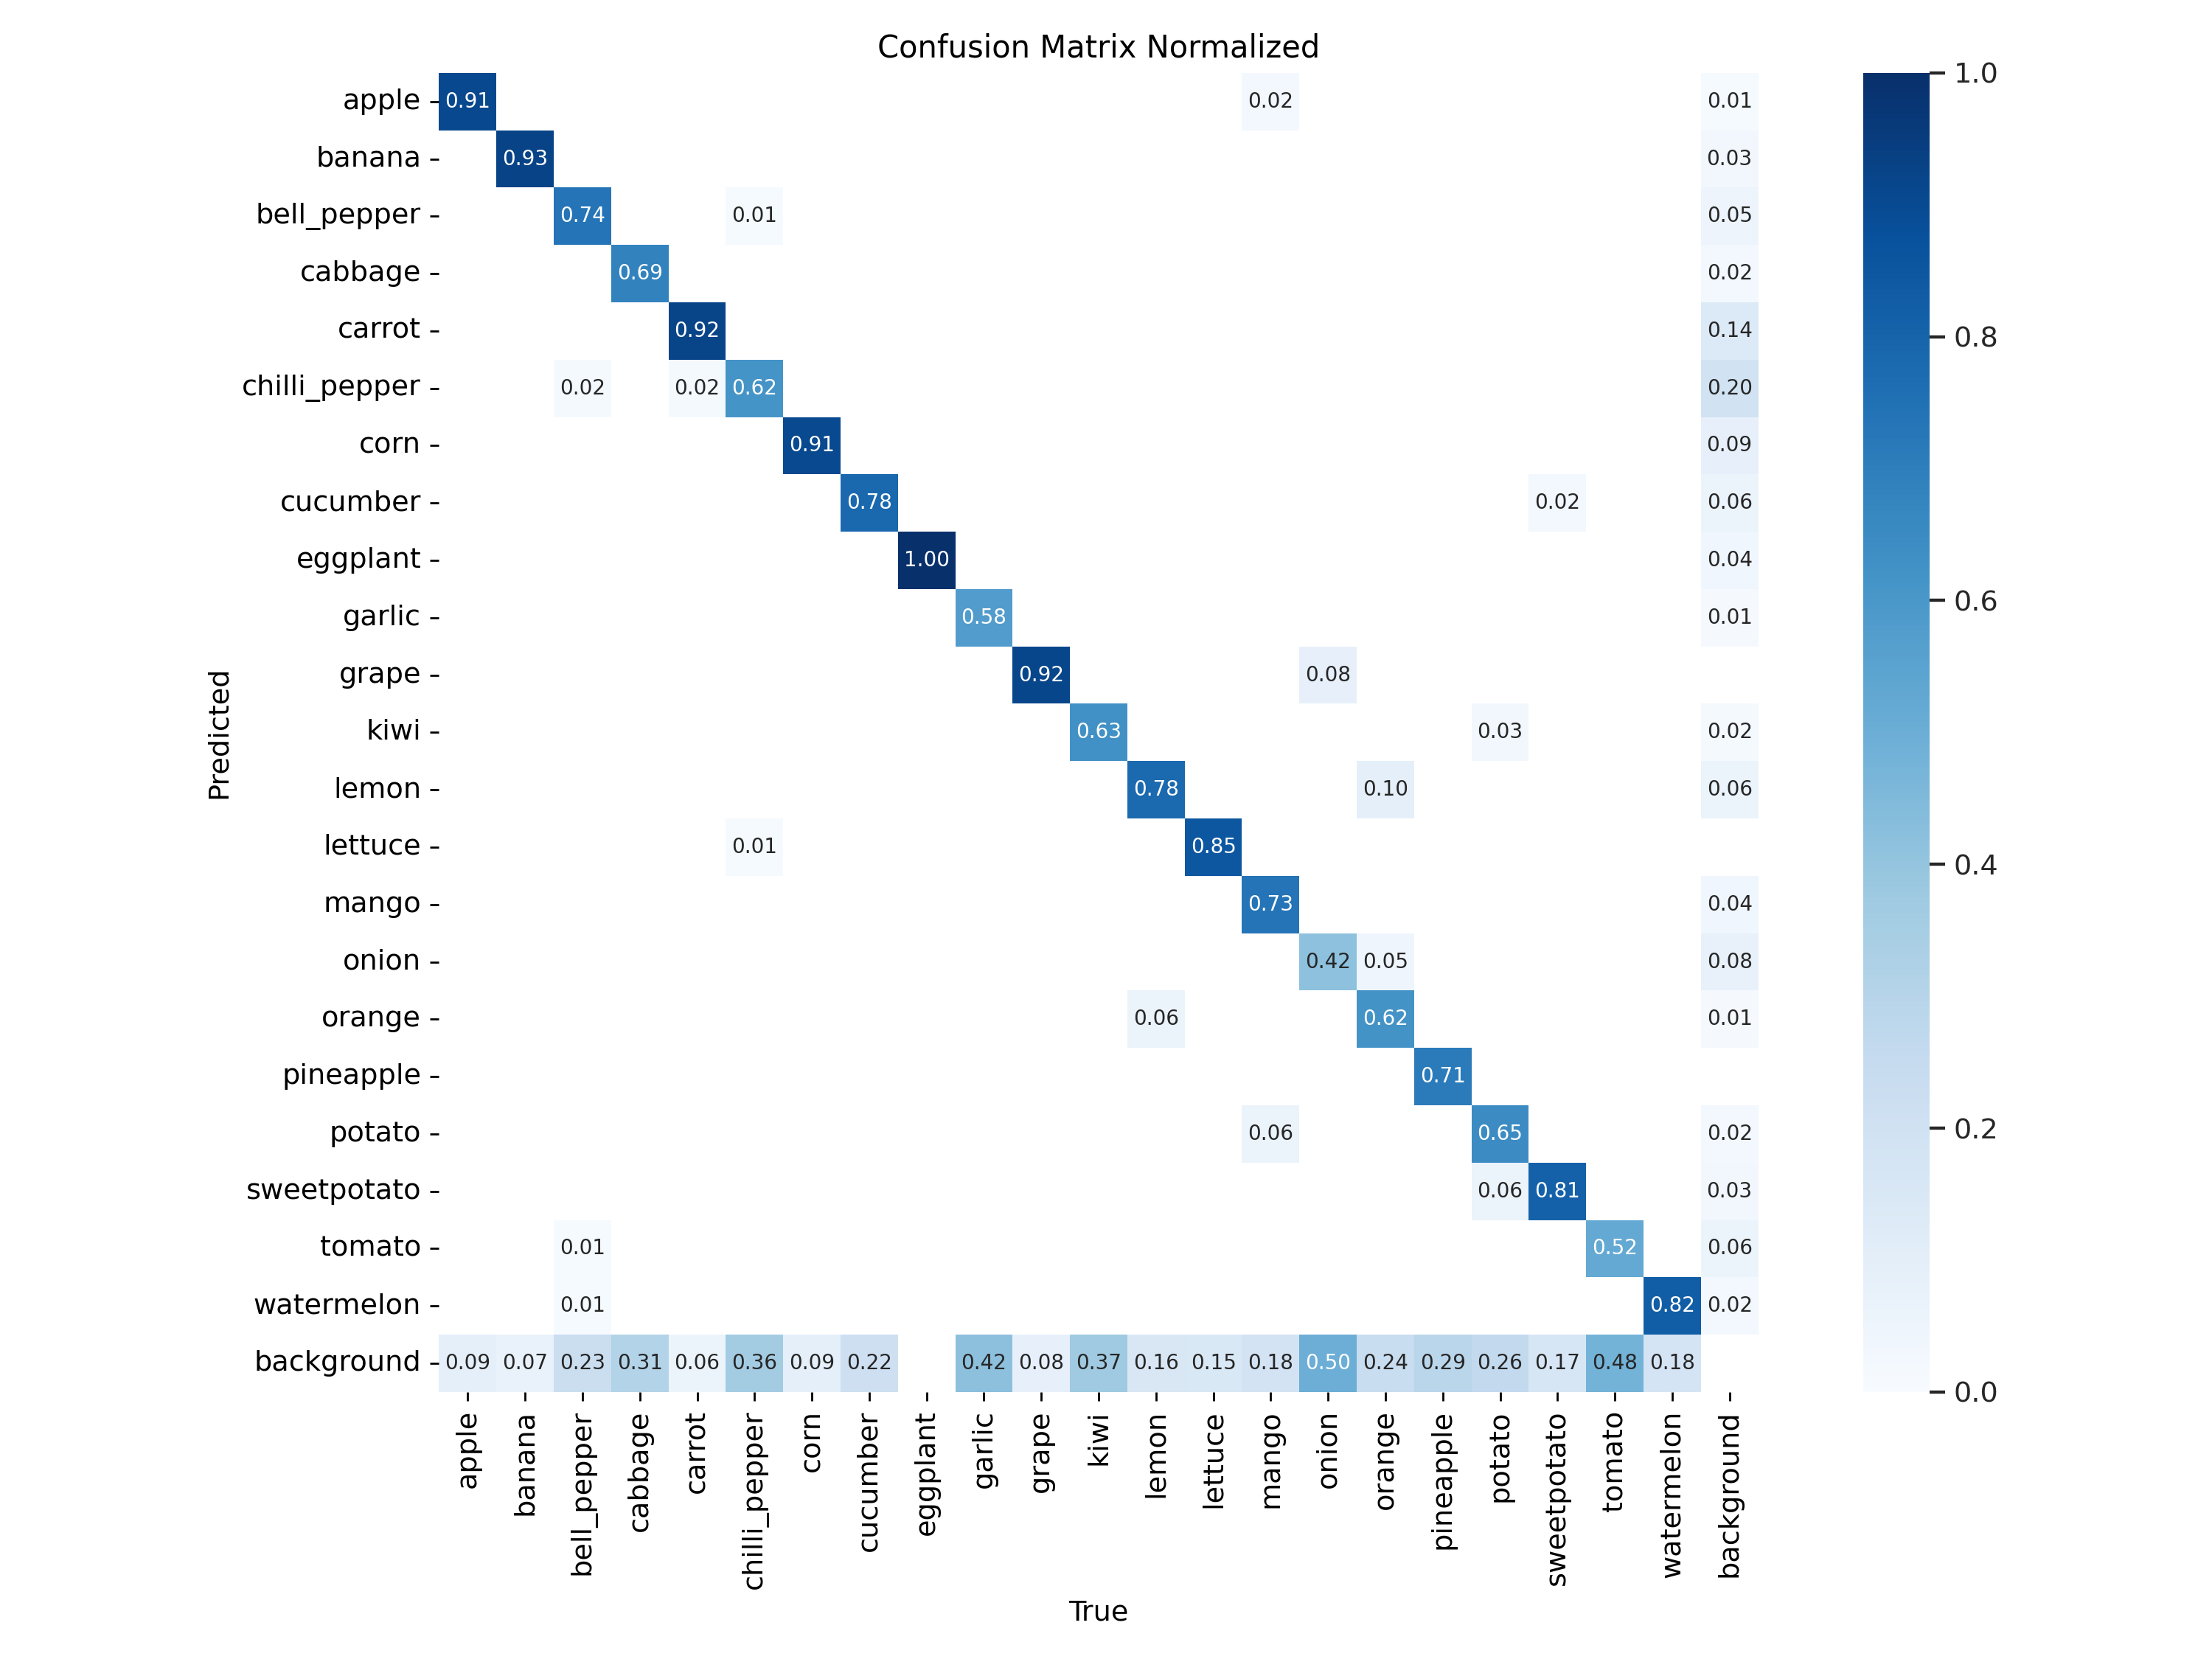 Confusion Matrix Normalized
apple 0.91 0.02 0.01
banana 0.93 0.03
bell_pepper 0.74 0.01 0.05
cabbage 0.69 0.02
carrot 0.92 0.14
chilli_pepper 0.02 0.02 0.62 0.20
corn 0.91 0.09
cucumber 0.78 0.02 0.06
eggplant 1.00 0.04
garlic 0.58 0.01
grape 0.92 0.08
kiwi 0.63 0.03 0.02
lemon 0.78 0.10 0.06
lettuce 0.01 0.85
mango 0.73 0.04
onion 0.42 0.05 0.08
orange 0.06 0.62 0.01
pineapple 0.71
potato 0.06 0.65 0.02
sweetpotato 0.06 0.81 0.03
tomato 0.01 0.52 0.06
watermelon 0.01 0.82 0.02
background 0.09 0.07 0.23 0.31 0.06 0.36 0.09 0.22 0.42 0.08 0.37 0.16 0.15 0.18 0.50 0.24 0.29 0.26 0.17 0.48 0.18
apple banana bell_pepper cabbage carrot chilli_pepper corn cucumber eggplant garlic grape kiwi lemon lettuce mango onion orange pineapple potato sweetpotato tomato watermelon background
True
Predicted
1.0
0.8
0.6
0.4
0.2
0.0